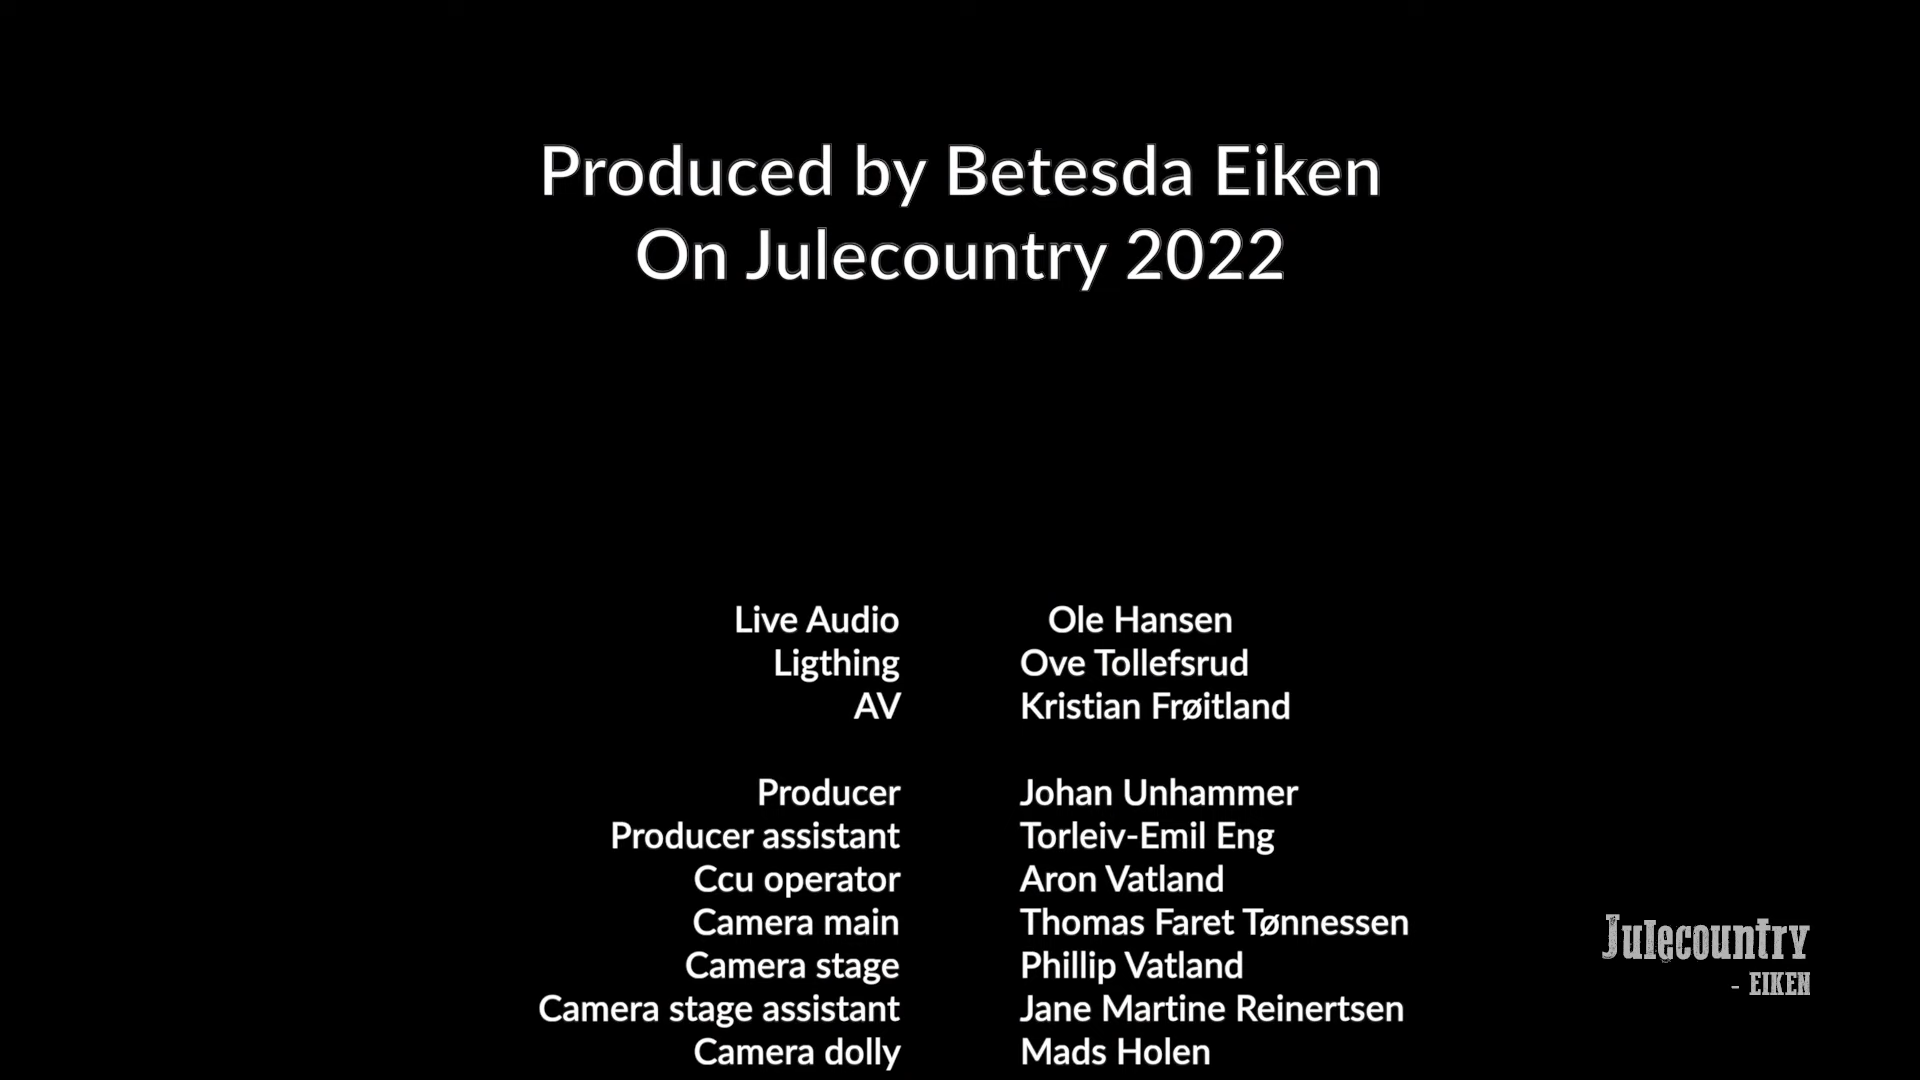 Produced by Betesda Eiken
On Julecountry 2022
Live Audio Ole Hansen
Ligthing Ove Tollefsrud
AV Kristian Frøitland
Producer Johan Unhammer
Producer assistant Torleiv-Emil Eng
Ccu operator Aron Vatland
Camera main Thomas Faret Tønnessen
Camera stage Phillip Vatland
Camera stage assistant Jane Martine Reinertsen
Camera dolly Mads Holen
Julecountry
- EIKEN